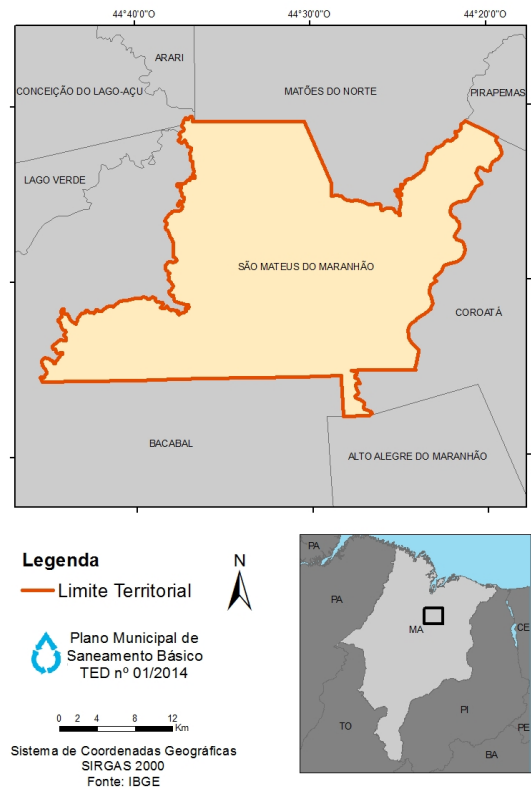 44°40'0"O
44°30'0"O
44°20'0"O
ARARI
CONCEIÇÃO DO LAGO-AÇU
MATÕES DO NORTE
PIRAPEMAS
LAGO VERDE
SÃO MATEUS DO MARANHÃO
COROATÁ
BACABAL
ALTO ALEGRE DO MARANHÃO
Legenda
Limite Territorial
N
Plano Municipal de
Saneamento Básico
TED nº 01/2014
0 2 4 8 12
Km
Sistema de Coordenadas Geográficas
SIRGAS 2000
Fonte: IBGE
PA
PA
MA
CE
TO
PI
PE
BA